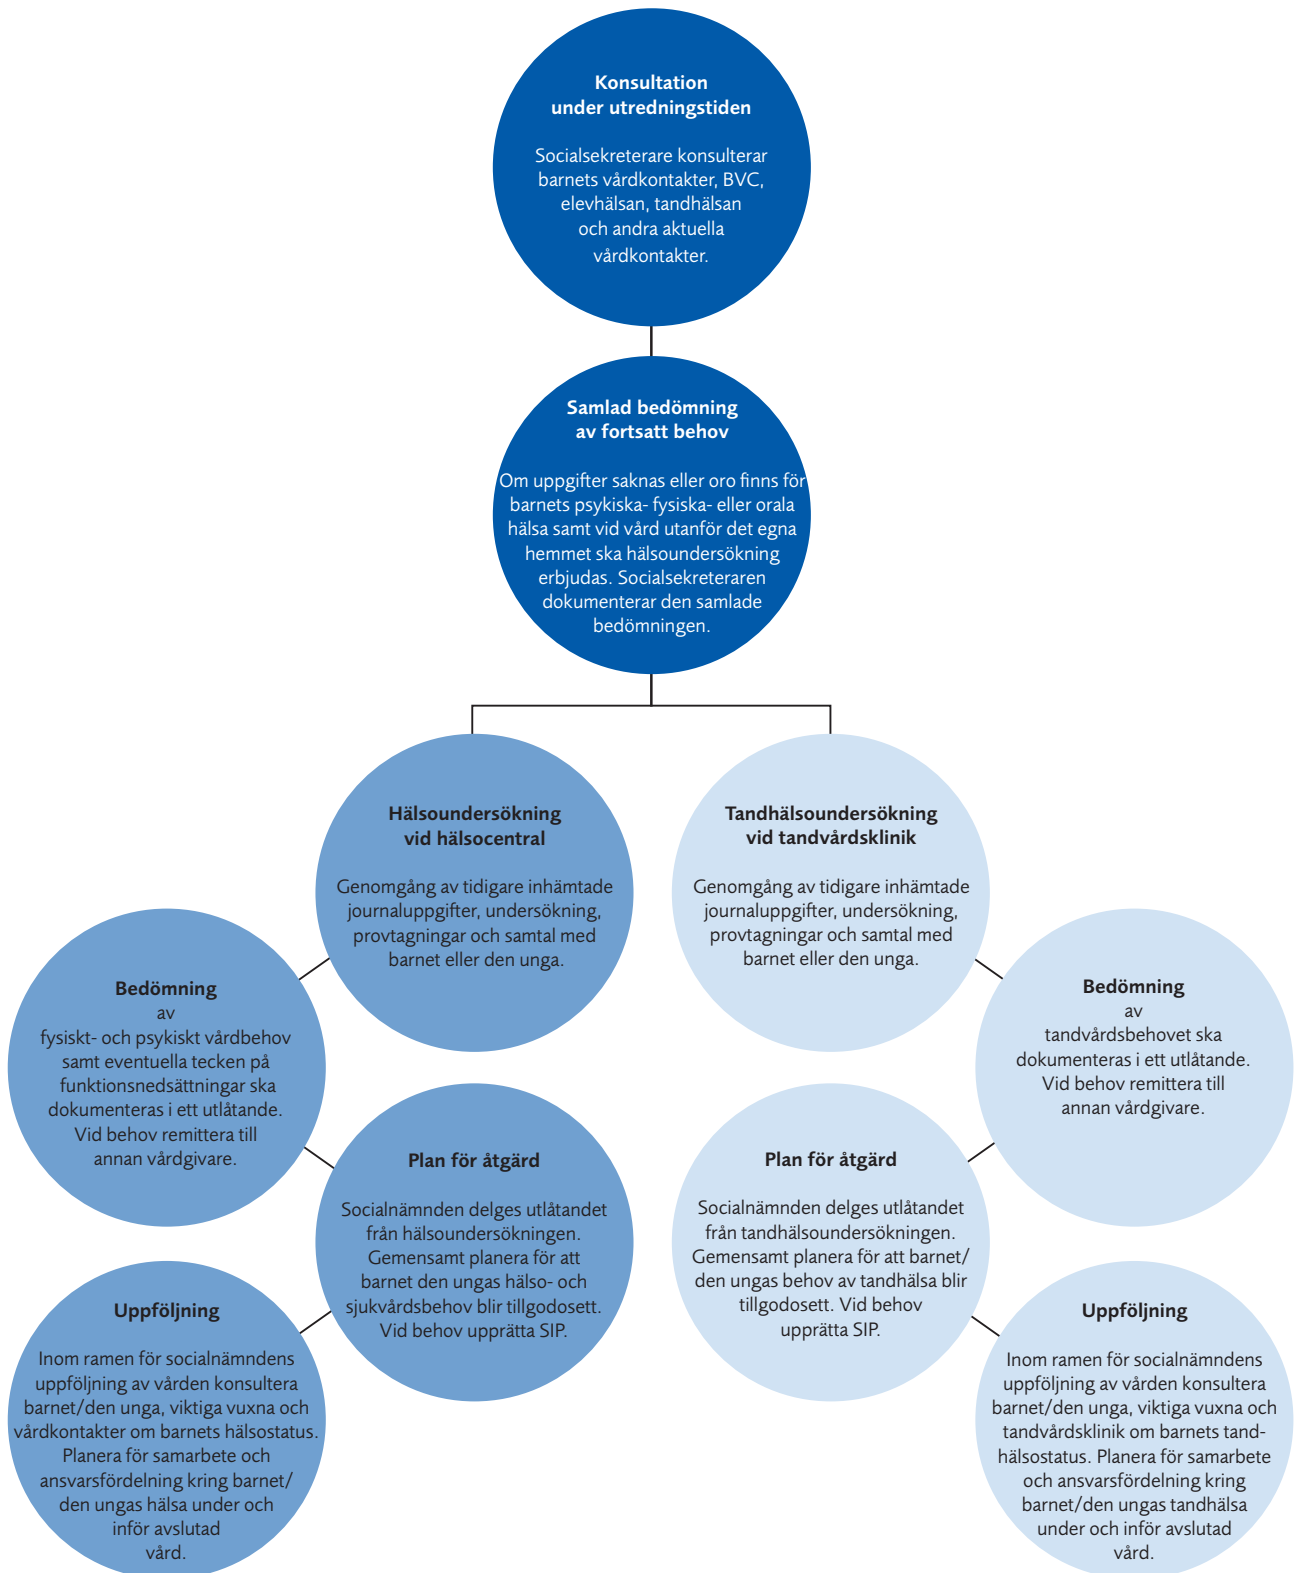 Konsultation
under utredningstiden
Socialsekreterare konsulterar
barnets vårdkontakter, BVC,
elevhälsan, tandhälsan
och andra aktuella
vårdkontakter.
Samlad bedömning
av fortsatt behov
Om uppgifter saknas eller oro finns för
barnets psykiska- fysiska- eller orala
hälsa samt vid vård utanför det egna
hemmet ska hälsoundersökning
erbjudas. Socialsekreteraren
dokumenterar den samlade
bedömningen.
Hälsoundersökning
vid hälsocentral
Genomgång av tidigare inhämtade
journaluppgifter, undersökning,
provtagningar och samtal med
barnet eller den unga.
Bedömning
av
fysiskt- och psykiskt vårdbehov
samt eventuella tecken på
funktionsnedsättningar ska
dokumenteras i ett utlåtande.
Vid behov remittera till
annan vårdgivare.
Plan för åtgärd
Socialnämnden delges utlåtandet
från hälsoundersökningen.
Gemensamt planera för att
barnet den ungas hälso- och
sjukvårdsbehov blir tillgodosett.
Vid behov upprätta SIP.
Uppföljning
Inom ramen för socialnämndens
uppföljning av vården konsultera
barnet/den unga, viktiga vuxna och
vårdkontakter om barnets hälsostatus.
Planera för samarbete och
ansvarsfördelning kring barnet/
den ungas hälsa under och
inför avslutad
vård.
Tandhälsoundersökning
vid tandvårdsklinik
Genomgång av tidigare inhämtade
journaluppgifter, undersökning,
provtagningar och samtal med
barnet eller den unga.
Bedömning
av
tandvårdsbehovet ska
dokumenteras i ett utlåtande.
Vid behov remittera till
annan vårdgivare.
Plan för åtgärd
Socialnämnden delges utlåtandet
från tandhälsoundersökningen.
Gemensamt planera för att barnet/
den ungas behov av tandhälsa blir
tillgodosett. Vid behov
upprätta SIP.
Uppföljning
Inom ramen för socialnämndens
uppföljning av vården konsultera
barnet/den unga, viktiga vuxna och
tandvårdsklinik om barnets tand-
hälsostatus. Planera för samarbete
och ansvarsfördelning kring
barnet/den ungas tandhälsa
under och inför avslutad
vård.